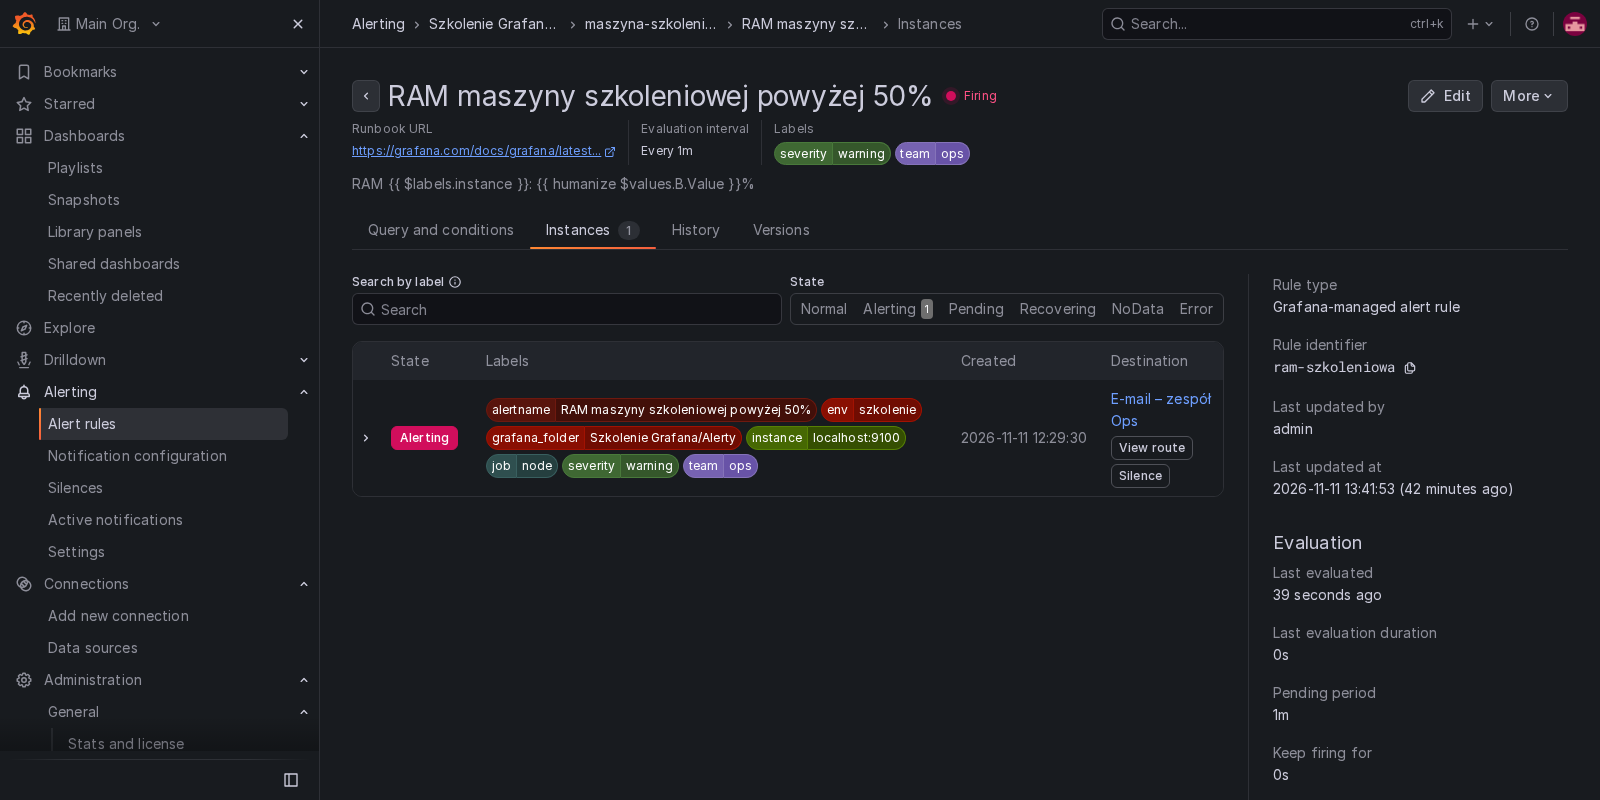 Main Org.
Alerting
Szkolenie Grafan...
maszyna-szkoleni...
RAM maszyny sz...
Instances
Search...
ctrl+k
Bookmarks
Starred
Dashboards
Playlists
Snapshots
Library panels
Shared dashboards
Recently deleted
Explore
Drilldown
Alerting
Alert rules
Notification configuration
Silences
Active notifications
Settings
Connections
Add new connection
Data sources
Administration
General
Stats and license
RAM maszyny szkoleniowej powyżej 50%
Firing
Edit
More
Runbook URL
https://grafana.com/docs/grafana/latest...
Evaluation interval
Every 1m
Labels
severity warning team ops
RAM {{ $labels.instance }}: {{ humanize $values.B.Value }}%
Query and conditions
Instances 1
History
Versions
Search by label
Search
State
Normal Alerting 1 Pending Recovering NoData Error
State Labels Created Destination
Alerting
alertname RAM maszyny szkoleniowej powyżej 50% env szkolenie
grafana_folder Szkolenie Grafana/Alerty instance localhost:9100
job node severity warning team ops
2026-11-11 12:29:30
E-mail – zespół
Ops
View route
Silence
Rule type
Grafana-managed alert rule
Rule identifier
ram-szkoleniowa
Last updated by
admin
Last updated at
2026-11-11 13:41:53 (42 minutes ago)
Evaluation
Last evaluated
39 seconds ago
Last evaluation duration
0s
Pending period
1m
Keep firing for
0s